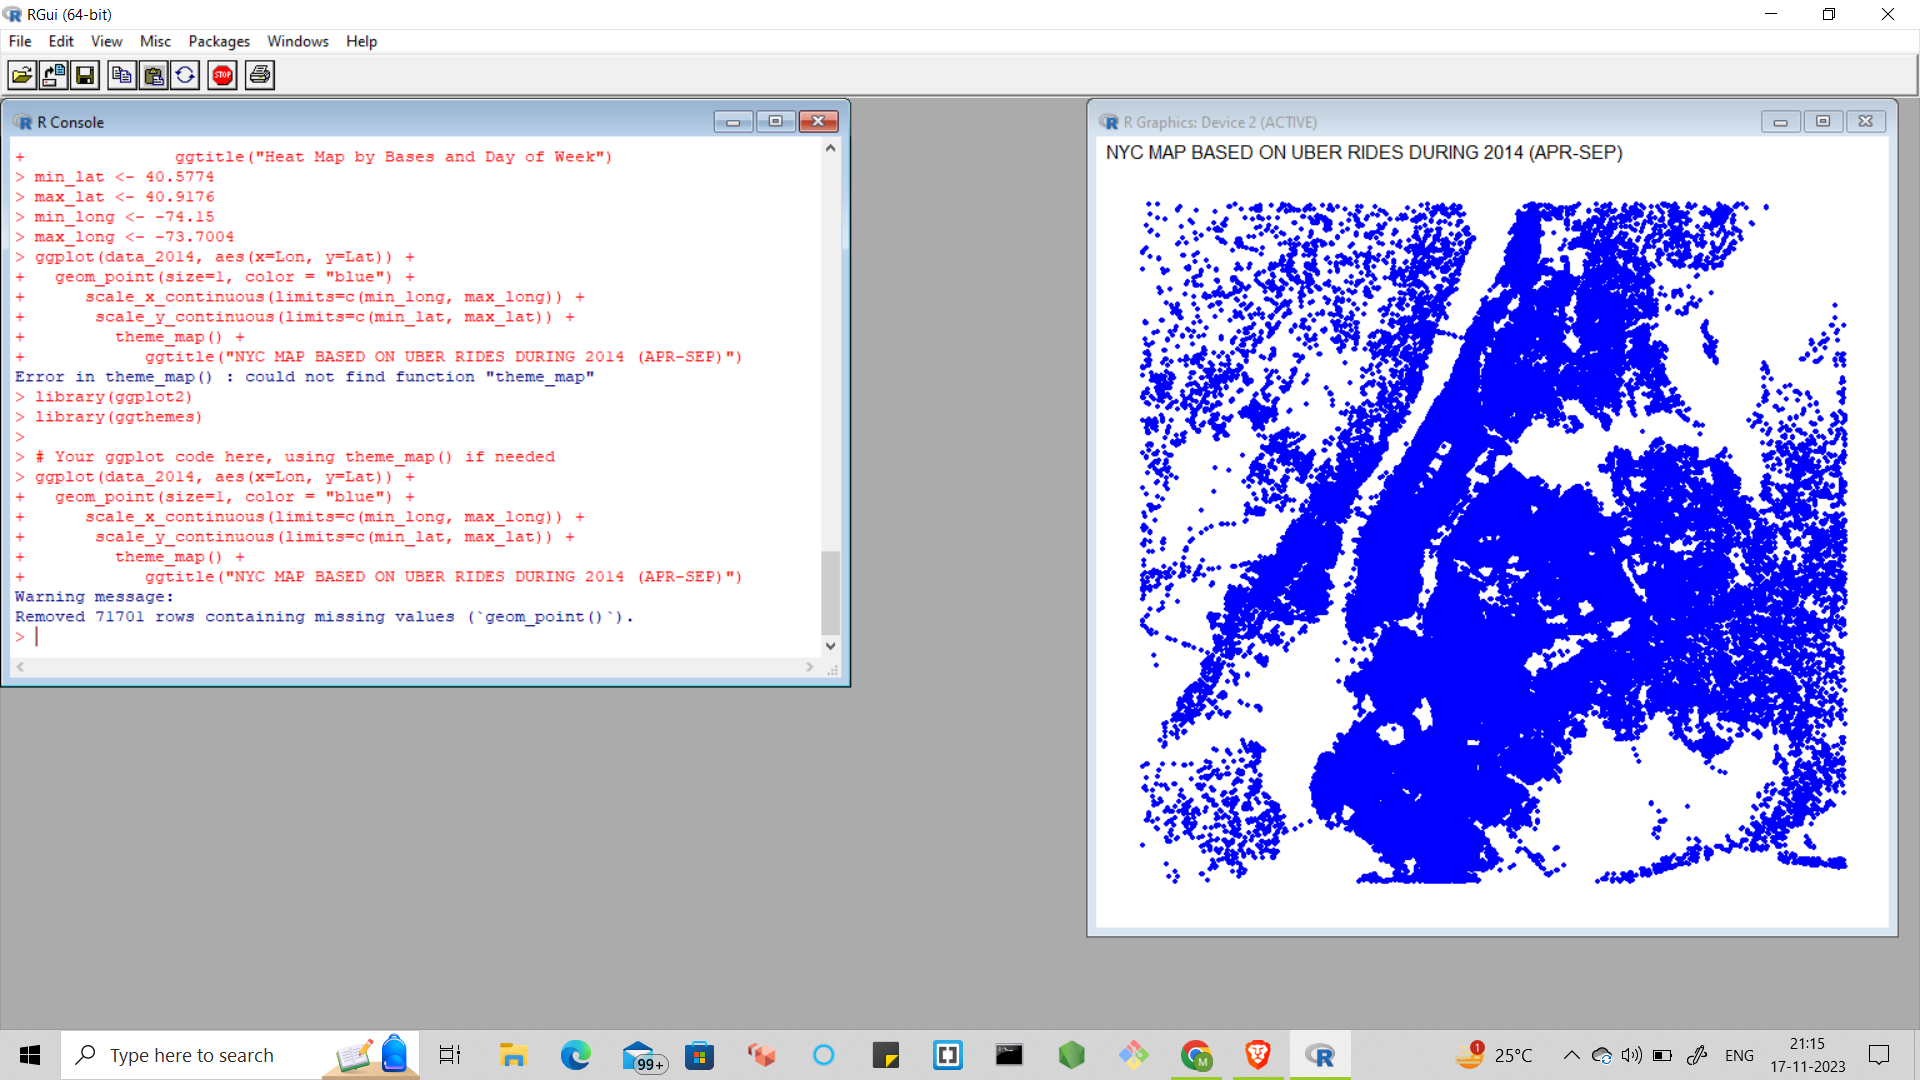 RGui (64-bit)
File Edit View Misc Packages Windows Help
STOP
R Console
+               ggtitle("Heat Map by Bases and Day of Week")
> min_lat <- 40.5774
> max_lat <- 40.9176
> min_long <- -74.15
> max_long <- -73.7004
> ggplot(data_2014, aes(x=Lon, y=Lat)) +
+   geom_point(size=1, color = "blue") +
+      scale_x_continuous(limits=c(min_long, max_long)) +
+       scale_y_continuous(limits=c(min_lat, max_lat)) +
+         theme_map() +
+            ggtitle("NYC MAP BASED ON UBER RIDES DURING 2014 (APR-SEP)")
Error in theme_map() : could not find function "theme_map"
> library(ggplot2)
> library(ggthemes)
>
> # Your ggplot code here, using theme_map() if needed
> ggplot(data_2014, aes(x=Lon, y=Lat)) +
+   geom_point(size=1, color = "blue") +
+      scale_x_continuous(limits=c(min_long, max_long)) +
+       scale_y_continuous(limits=c(min_lat, max_lat)) +
+         theme_map() +
+            ggtitle("NYC MAP BASED ON UBER RIDES DURING 2014 (APR-SEP)")
Warning message:
Removed 71701 rows containing missing values (`geom_point()`).
>
R Graphics: Device 2 (ACTIVE)
NYC MAP BASED ON UBER RIDES DURING 2014 (APR-SEP)
Type here to search
99+
M
R
1
25°C
ENG
21:15
17-11-2023